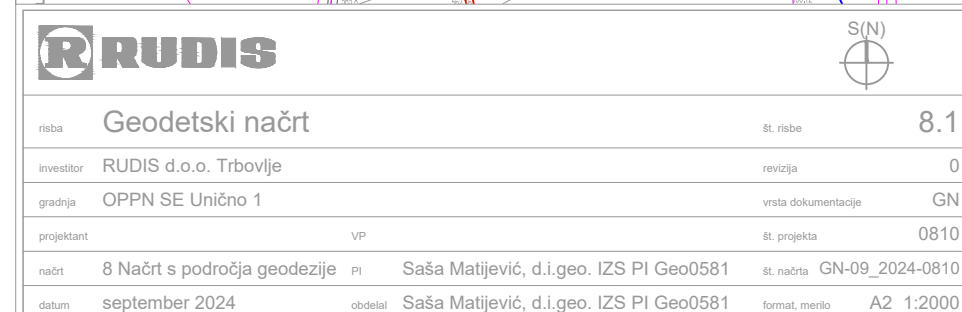 R RUDIS
S(N)
risba Geodetski načrt št. risbe 8.1
investitor RUDIS d.o.o. Trbovlje revizija 0
gradnja OPPN SE Unično 1 vrsta dokumentacije GN
projektant VP št. projekta 0810
načrt 8 Načrt s področja geodezije PI Saša Matijević, d.i.geo. IZS PI Geo0581 št. načrta GN-09_2024-0810
datum september 2024 obdelal Saša Matijević, d.i.geo. IZS PI Geo0581 format, merilo A2 1:2000